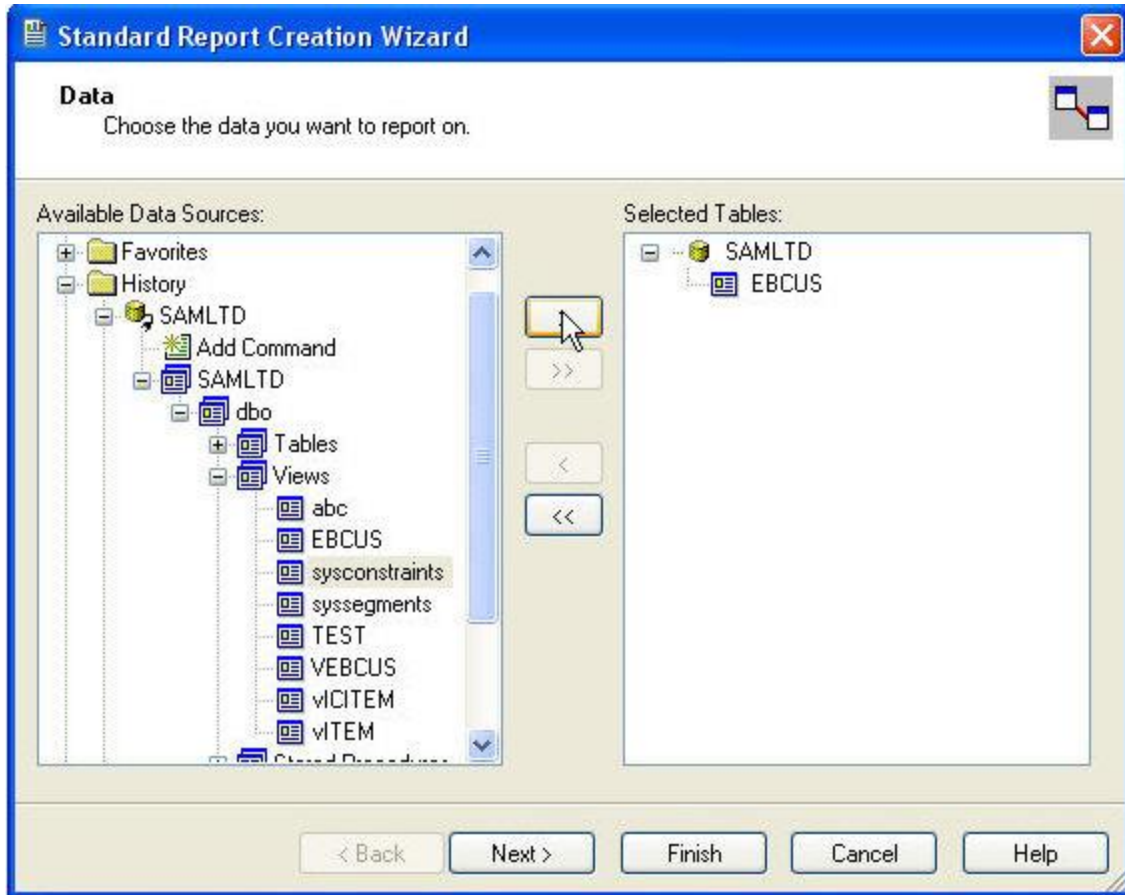 Standard Report Creation Wizard
Data
Choose the data you want to report on.
Available Data Sources:
Favorites
History
SAMLTD
Add Command
SAMLTD
dbo
Tables
Views
abc
EBCUS
sysconstraints
syssegments
TEST
VEBCUS
vICITEM
vITEM
Stored Procedures
>>
<
<<
Selected Tables:
SAMLTD
EBCUS
< Back
Next >
Finish
Cancel
Help